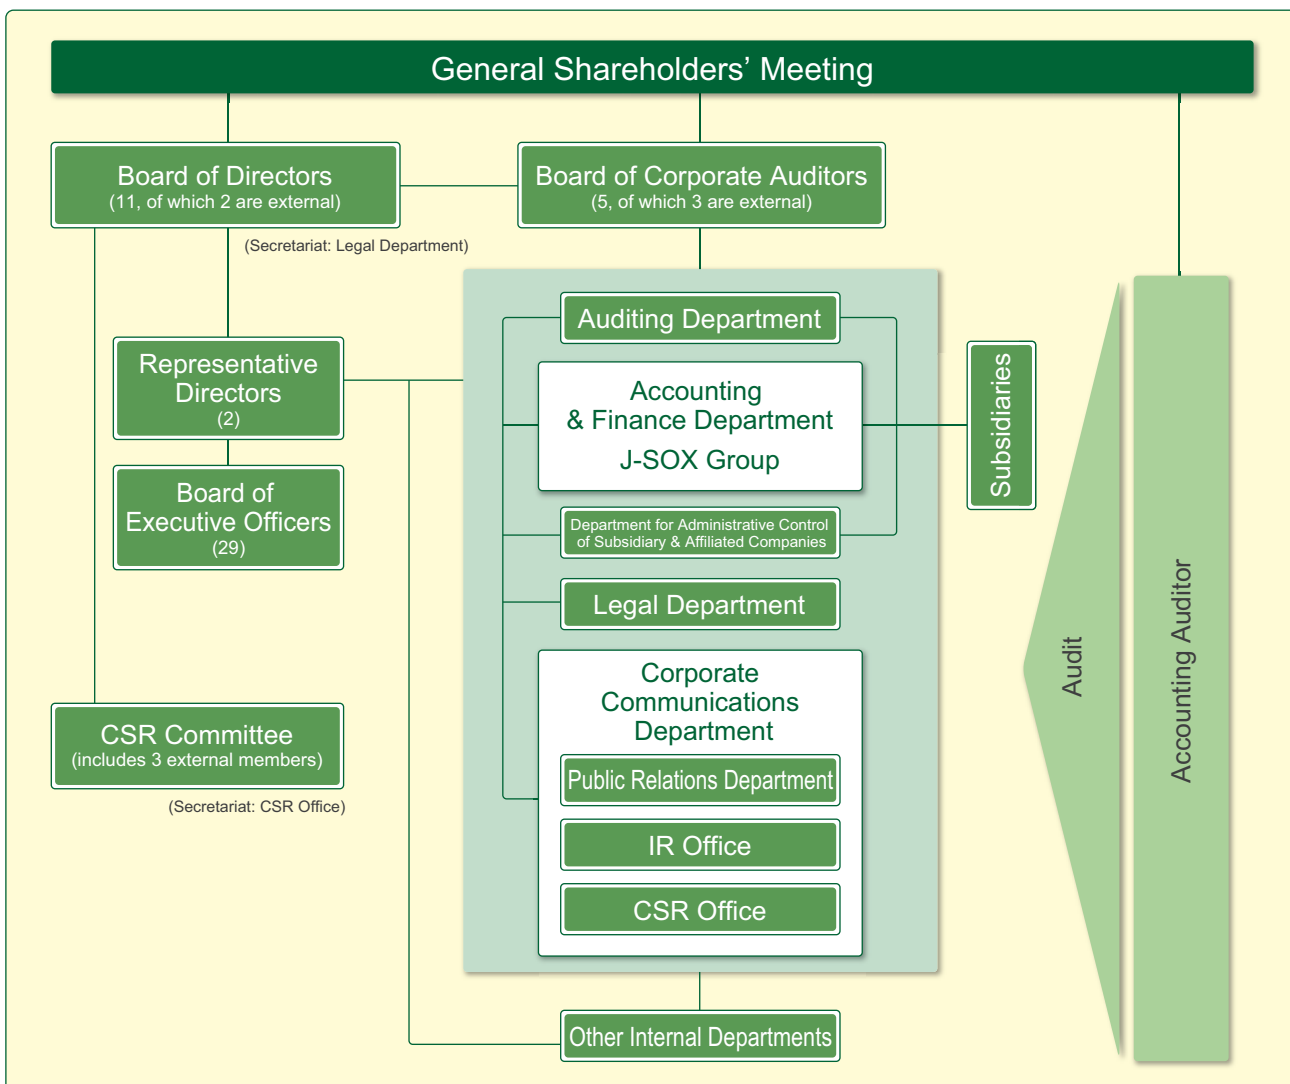 General Shareholders’ Meeting
Board of Directors
(11, of which 2 are external)
(Secretariat: Legal Department)
Board of Corporate Auditors
(5, of which 3 are external)
Representative
Directors
(2)
Board of
Executive Officers
(29)
CSR Committee
(includes 3 external members)
(Secretariat: CSR Office)
Auditing Department
Accounting
& Finance Department
J-SOX Group
Department for Administrative Control
of Subsidiary & Affiliated Companies
Legal Department
Corporate
Communications
Department
Public Relations Department
IR Office
CSR Office
Other Internal Departments
Subsidiaries
Audit
Accounting Auditor